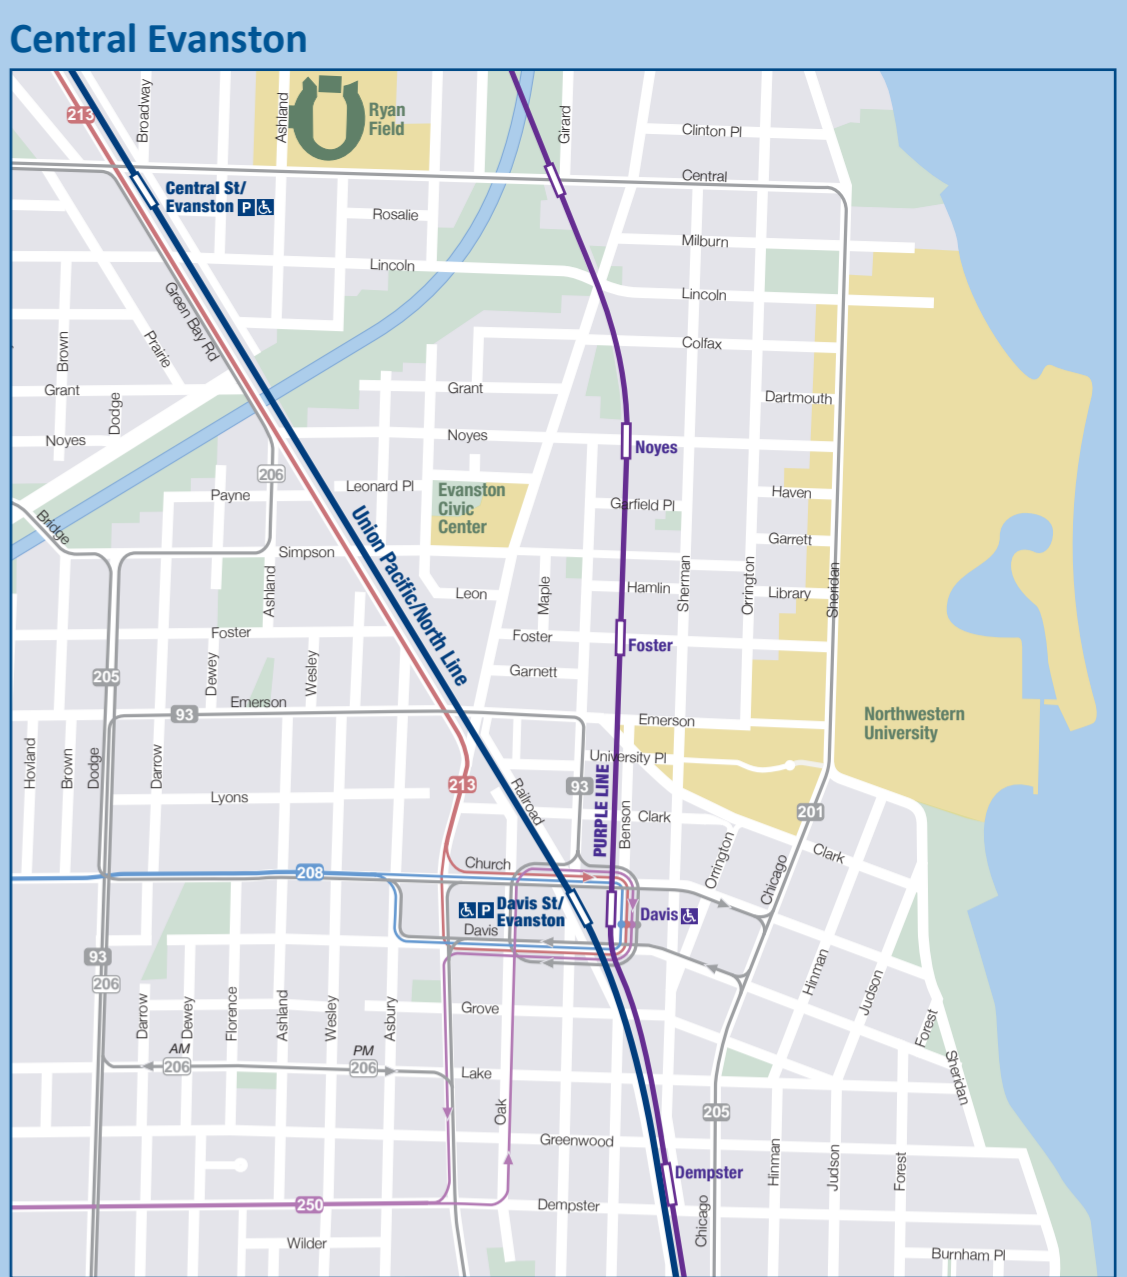 Central Evanston
213
Broadway
Ashland
Ryan
Field
Girard
Clinton Pl
Central St/
Evanston P
Central
Rosalie
Milburn
Lincoln
Lincoln
Green Bay Rd
Brown
Prairie
Colfax
Grant
Dodge
Grant
Dartmouth
Noyes
Noyes
Noyes
206
Payne
Leonard Pl
Evanston
Civic
Center
Haven
Garfield Pl
Bridge
Union Pacific/North Line
Simpson
Garrett
Ashland
Leon
Maple
Hamlin
Sherman
Orrington
Library
Sheridan
Foster
Foster
Foster
205
Dewey
Wesley
Garnett
Emerson
93
Emerson
Northwestern
University
Hovland
Brown
Dodge
Darrow
University Pl
213
Railroad
93
PURPLE LINE
Lyons
Benson
Clark
201
Orrington
Clark
Chicago
Church
208
P Davis St/
Evanston
Davis
Davis
93
206
Hinman
Judson
Darrow
Dewey
Florence
Ashland
Wesley
Asbury
Grove
Forest
AM
206
PM
206
Lake
Sheridan
Oak
205
Greenwood
Hinman
Judson
Forest
Dempster
250
Dempster
Chicago
Wilder
Burnham Pl